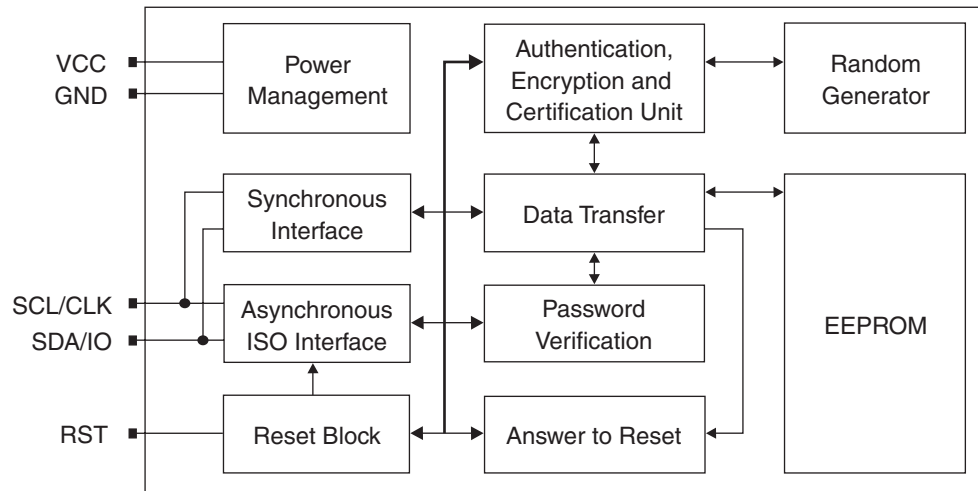 VCC
GND
Power
Management
Authentication,
Encryption and
Certification Unit
Random
Generator
Synchronous
Interface
Data Transfer
SCL/CLK
SDA/IO
Asynchronous
ISO Interface
Password
Verification
EEPROM
RST
Reset Block
Answer to Reset